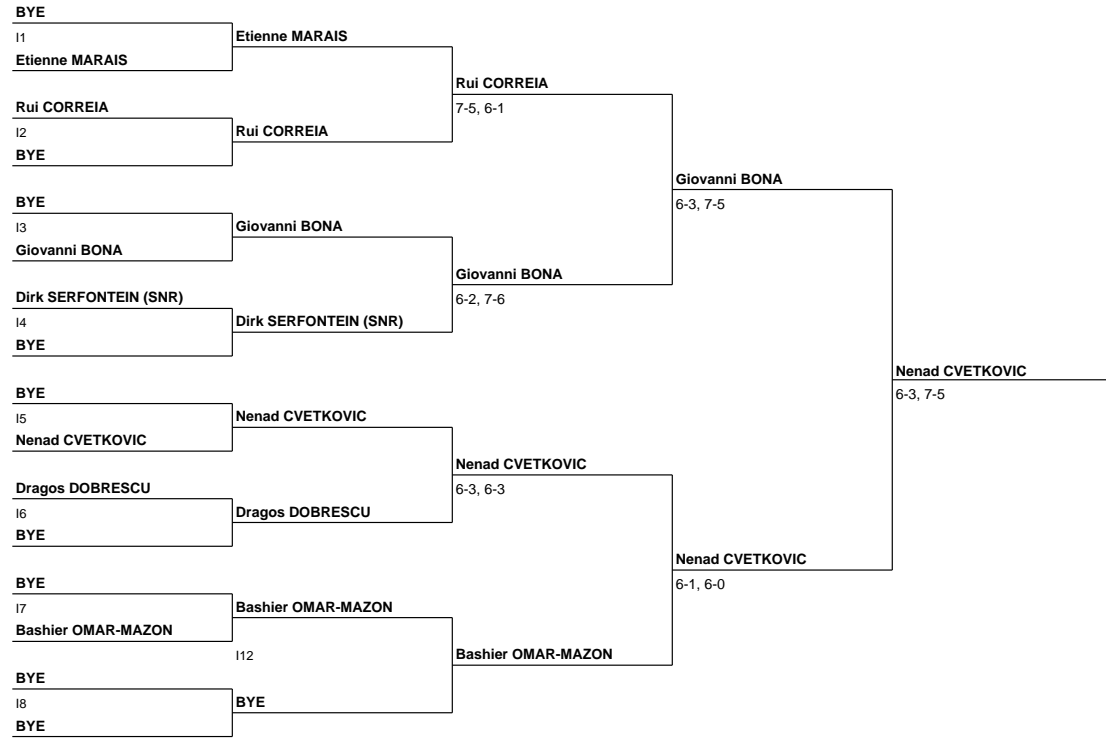 BYE
I1
Etienne MARAIS
Etienne MARAIS
Rui CORREIA
7-5, 6-1
Rui CORREIA
I2
Rui CORREIA
BYE
Giovanni BONA
6-3, 7-5
BYE
I3
Giovanni BONA
Giovanni BONA
Giovanni BONA
6-2, 7-6
Dirk SERFONTEIN (SNR)
I4
Dirk SERFONTEIN (SNR)
BYE
Nenad CVETKOVIC
6-3, 7-5
BYE
I5
Nenad CVETKOVIC
Nenad CVETKOVIC
Nenad CVETKOVIC
6-3, 6-3
Dragos DOBRESCU
I6
Dragos DOBRESCU
BYE
Nenad CVETKOVIC
6-1, 6-0
BYE
I7
Bashier OMAR-MAZON
Bashier OMAR-MAZON
I12
Bashier OMAR-MAZON
BYE
I8
BYE
BYE